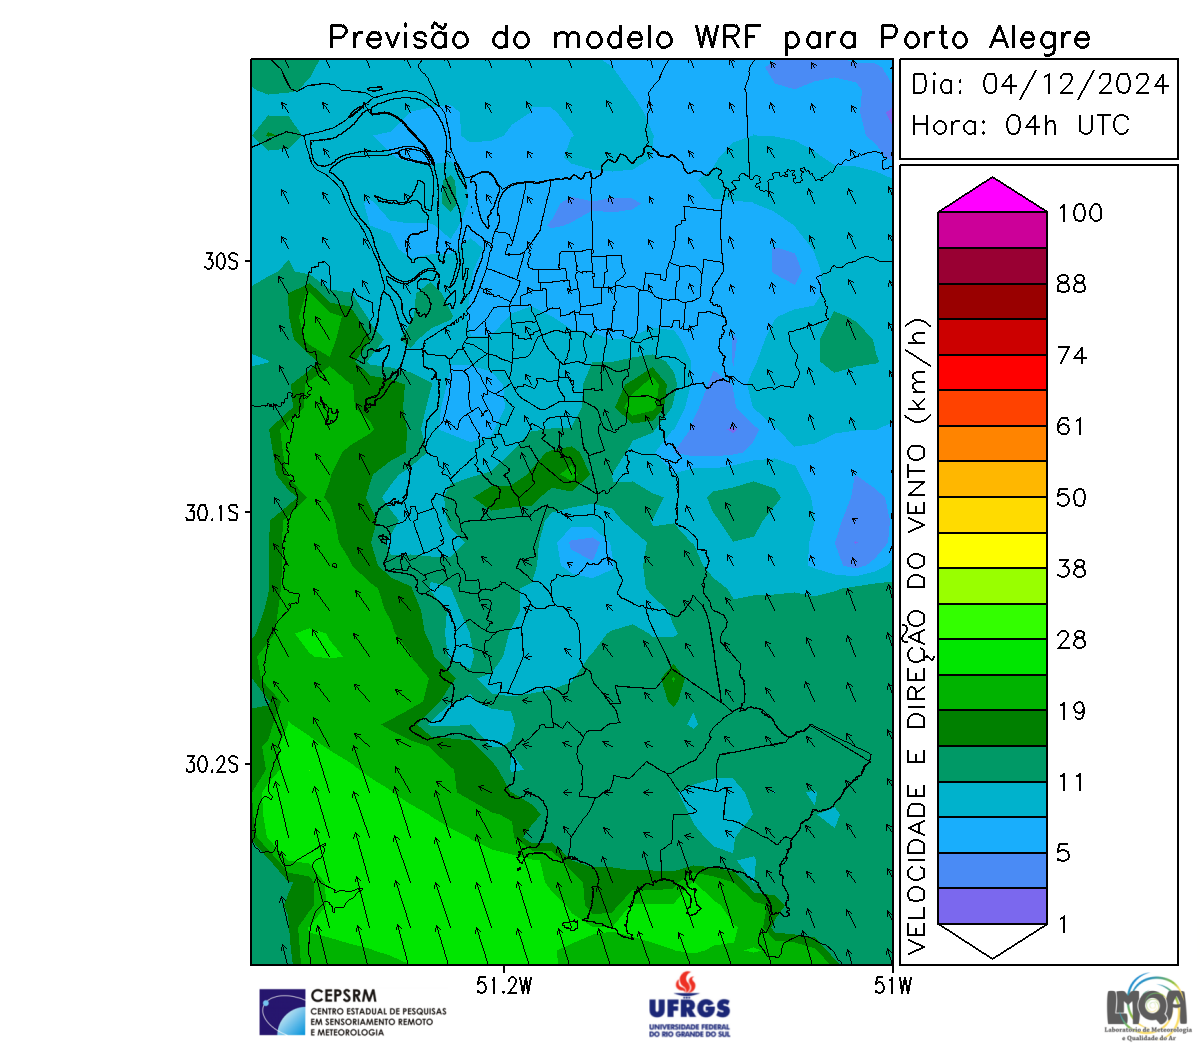 Previsão do modelo WRF para Porto Alegre
Dia: 04/12/2024
Hora: 04h UTC
30S
30.1S
30.2S
51.2W
51W
VELOCIDADE E DIREÇÃO DO VENTO (km/h)
100
88
74
61
50
38
28
19
11
5
1
CEPSRM
CENTRO ESTADUAL DE PESQUISAS
EM SENSORIAMENTO REMOTO
E METEOROLOGIA
UFRGS
UNIVERSIDADE FEDERAL
DO RIO GRANDE DO SUL
LMQA
Laboratório de Meteorologia
e Qualidade do Ar